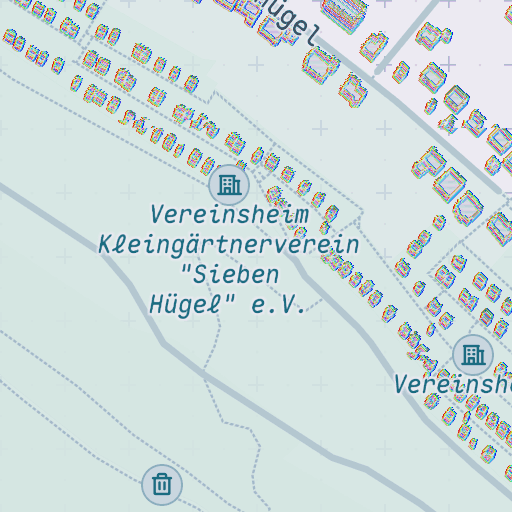 hügel
Vereinsheim
Kleingärtnerverein
"Sieben
Hügel" e.V.
Vereinshe